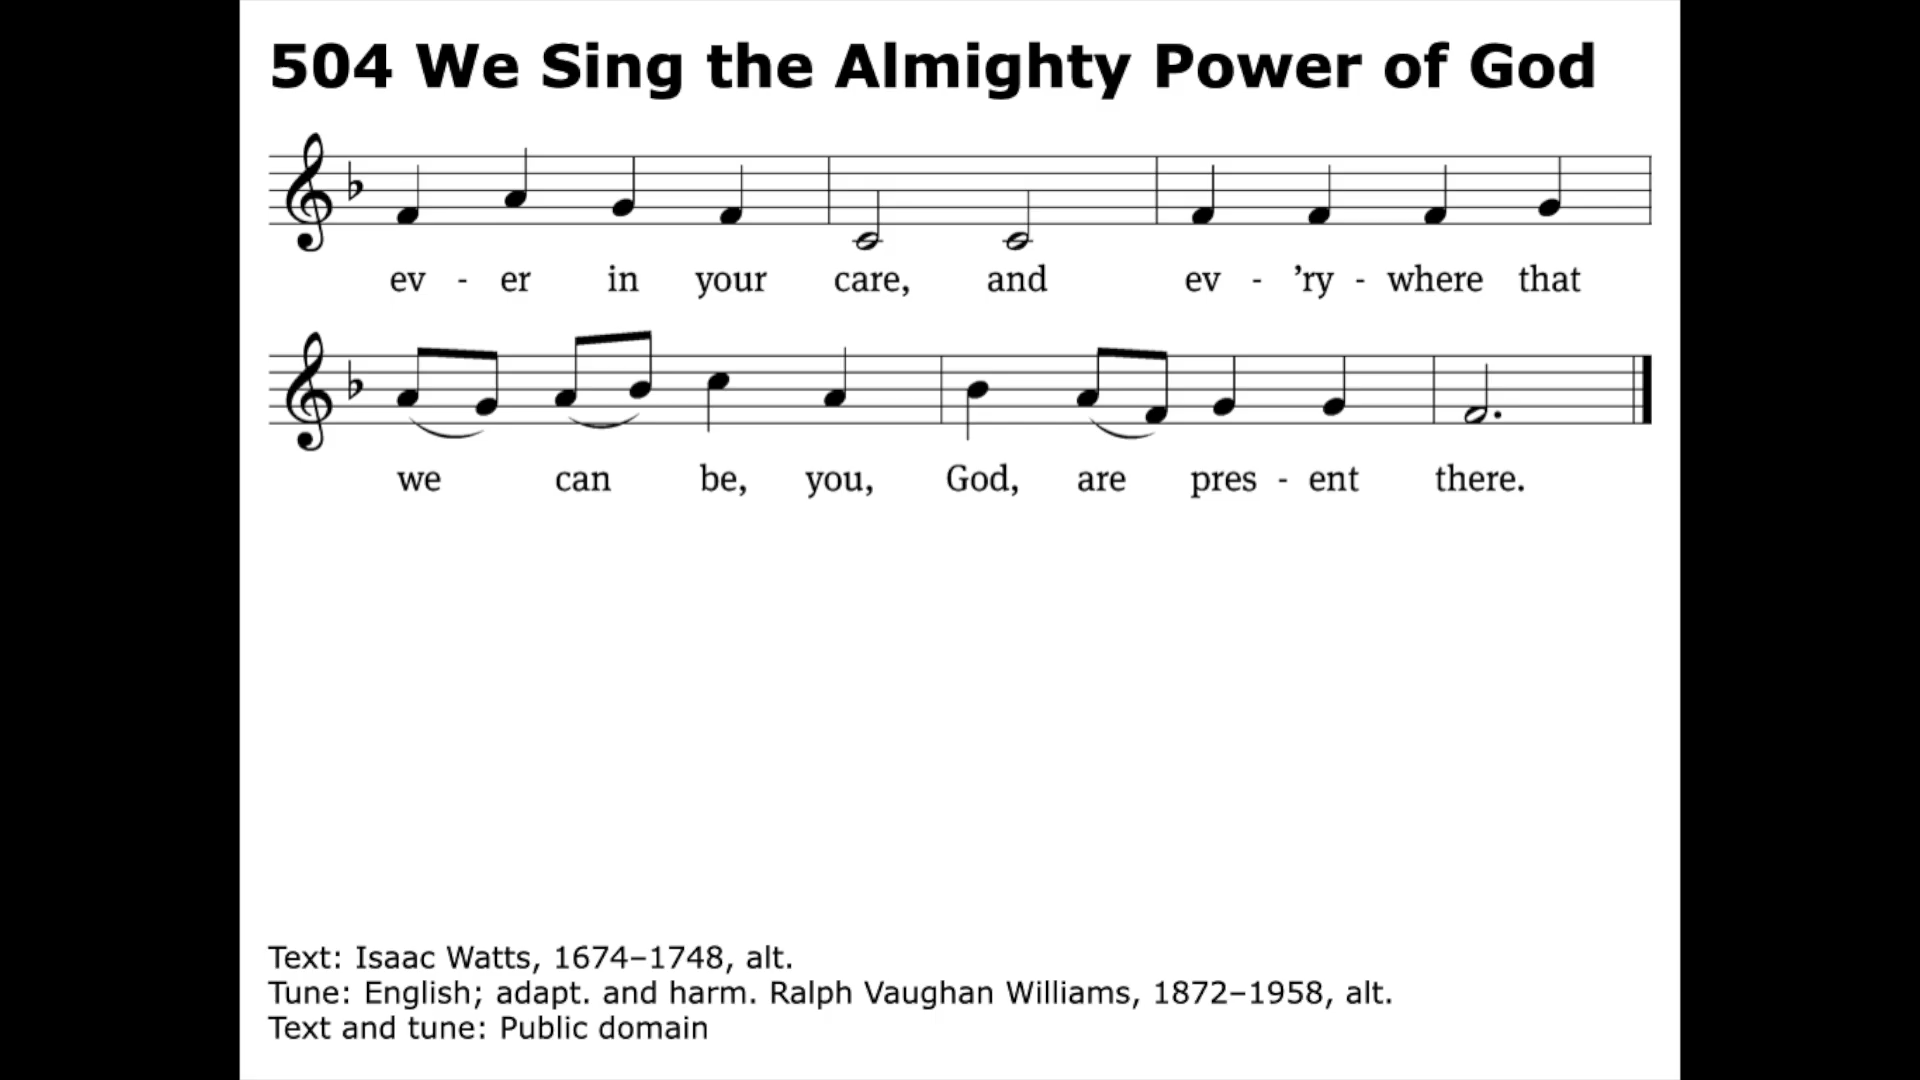 504 We Sing the Almighty Power of God
ev - er in your care, and ev - ’ry - where that
we can be, you, God, are pres - ent there.
Text: Isaac Watts, 1674–1748, alt.
Tune: English; adapt. and harm. Ralph Vaughan Williams, 1872–1958, alt.
Text and tune: Public domain